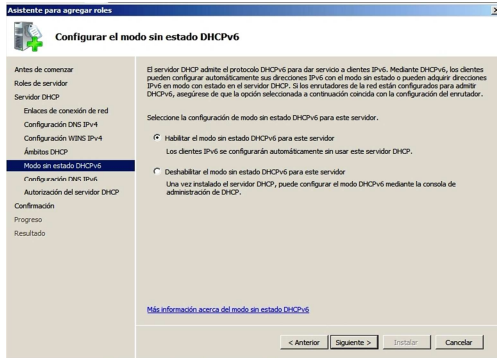 Asistente para agregar roles
Configurar el modo sin estado DHCPv6
Antes de comenzar
Roles de servidor
Servidor DHCP
Enlaces de conexión de red
Configuración DNS IPv4
Configuración WINS IPv4
Ámbitos DHCP
Modo sin estado DHCPv6
Configuración DNS IPv6
Autorización del servidor DHCP
Confirmación
Progreso
Resultado
El servidor DHCP admite el protocolo DHCPv6 para dar servicio a clientes IPv6. Mediante DHCPv6, los clientes
pueden configurar automáticamente sus direcciones IPv6 con el modo sin estado o pueden adquirir direcciones
IPv6 en modo con estado en el servidor DHCP. Si los enrutadores de la red están configurados para admitir
DHCPv6, asegúrese de que la opción seleccionada a continuación coincida con la configuración del enrutador.
Seleccione la configuración de modo sin estado DHCPv6 para este servidor.
Habilitar el modo sin estado DHCPv6 para este servidor
Los clientes IPv6 se configurarán automáticamente sin usar este servidor DHCP.
Deshabilitar el modo sin estado DHCPv6 para este servidor
Una vez instalado el servidor DHCP, puede configurar el modo DHCPv6 mediante la consola de
administración de DHCP.
Más información acerca del modo sin estado DHCPv6
< Anterior
Siguiente >
Instalar
Cancelar